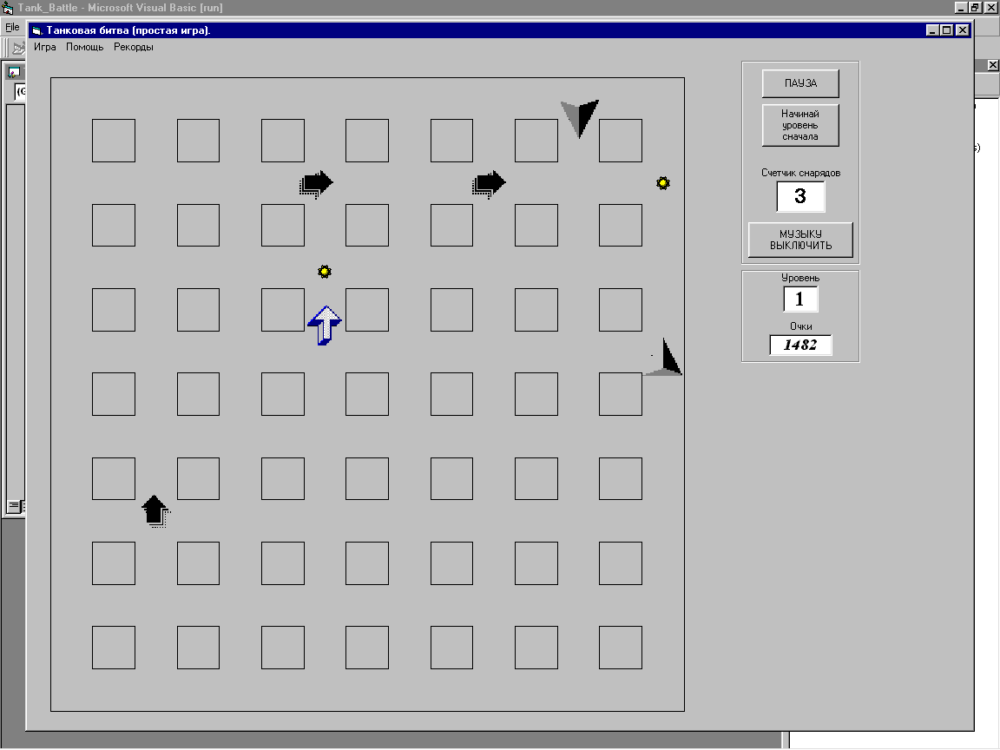 Tank_Battle - Microsoft Visual Basic [run]
File
Танковая битва (простая игра).
Игра Помощь Рекорды
(G
ПАУЗА
Начинай
уровень
сначала
s)
Счетчик снарядов
3
МУЗЫКУ
ВЫКЛЮЧИТЬ
Уровень
1
Очки
1482